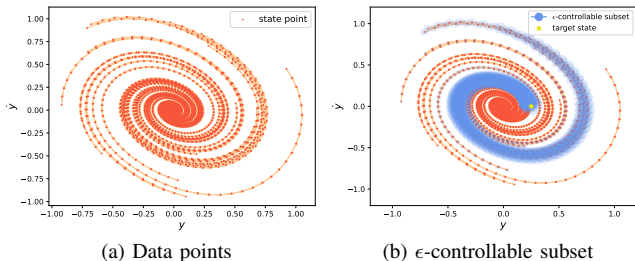 1.00
0.75
0.50
0.25
0.00
−0.25
−0.50
−0.75
−1.00
ẏ
−1.00 −0.75 −0.50 −0.25 0.00 0.25 0.50 0.75 1.00
y
state point
(a) Data points
1.0
0.5
0.0
−0.5
−1.0
ẏ
−1.0 −0.5 0.0 0.5 1.0
y
ϵ-controllable subset
target state
(b) ϵ-controllable subset